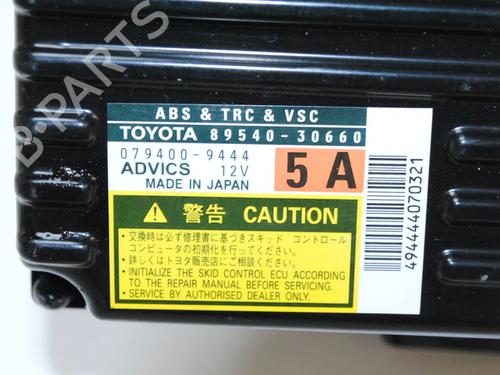 ABS & TRC & VSC
TOYOTA 89540-30660
079400-9444
ADVICS 12V
MADE IN JAPAN
5 A
494444070321
警告 CAUTION
・交換時は必ず修理書に基づきスキッド コントロール
コンピュータの初期化を行ってください。
・詳しくはトヨタ販売店にご相談ください。
・INITIALIZE THE SKID CONTROL ECU ACCORDING
TO THE REPAIR MANUAL BEFORE SERVICING.
・SERVICE BY AUTHORISED DEALER ONLY.
B-PARTS